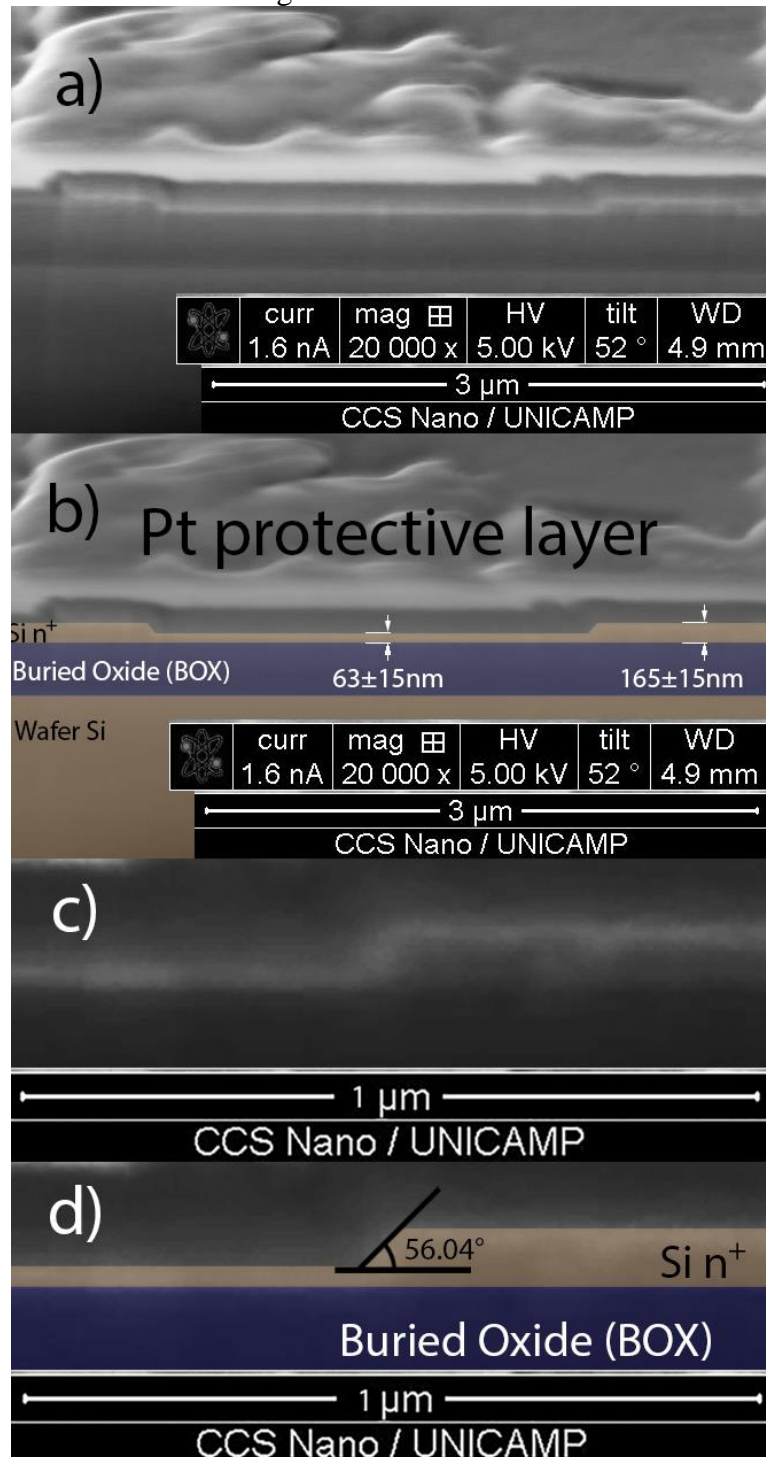 a)
curr mag HV tilt WD
1.6 nA 20 000 x 5.00 kV 52 ° 4.9 mm
3 µm
CCS Nano / UNICAMP
b) Pt protective layer
Si n⁺
Buried Oxide (BOX) 63±15nm 165±15nm
Wafer Si
curr mag HV tilt WD
1.6 nA 20 000 x 5.00 kV 52 ° 4.9 mm
3 µm
CCS Nano / UNICAMP
c)
1 µm
CCS Nano / UNICAMP
d)
56.04°
Si n⁺
Buried Oxide (BOX)
1 µm
CCS Nano / UNICAMP